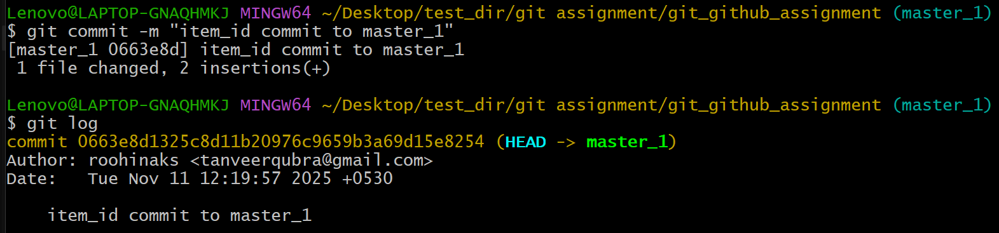 Lenovo@LAPTOP-GNAQHMKJ MINGW64 ~/Desktop/test_dir/git assignment/git_github_assignment (master_1)
$ git commit -m "item_id commit to master_1"
[master_1 0663e8d] item_id commit to master_1
 1 file changed, 2 insertions(+)
Lenovo@LAPTOP-GNAQHMKJ MINGW64 ~/Desktop/test_dir/git assignment/git_github_assignment (master_1)
$ git log
commit 0663e8d1325c8d11b20976c9659b3a69d15e8254 (HEAD -> master_1)
Author: roohinaks <tanveerqubra@gmail.com>
Date:   Tue Nov 11 12:19:57 2025 +0530
    item_id commit to master_1